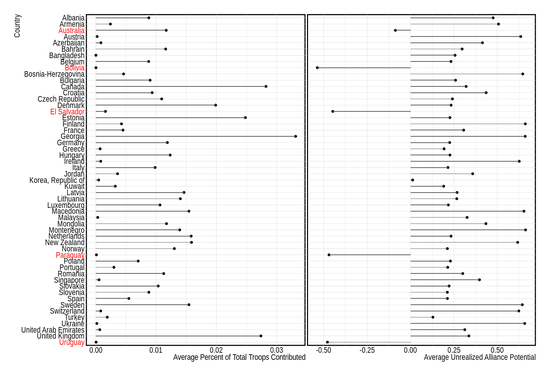 Country
Albania
Armenia
Australia
Austria
Azerbaijan
Bahrain
Bangladesh
Belgium
Bolivia
Bosnia-Herzegovina
Bulgaria
Canada
Croatia
Czech Republic
Denmark
El Salvador
Estonia
Finland
France
Georgia
Germany
Greece
Hungary
Ireland
Italy
Jordan
Korea, Republic of
Kuwait
Latvia
Lithuania
Luxembourg
Macedonia
Malaysia
Mongolia
Montenegro
Netherlands
New Zealand
Norway
Paraguay
Poland
Portugal
Romania
Singapore
Slovakia
Slovenia
Spain
Sweden
Switzerland
Turkey
Ukraine
United Arab Emirates
United Kingdom
Uruguay
0.00 0.01 0.02 0.03
Average Percent of Total Troops Contributed
-0.50 -0.25 0.00 0.25 0.50
Average Unrealized Alliance Potential